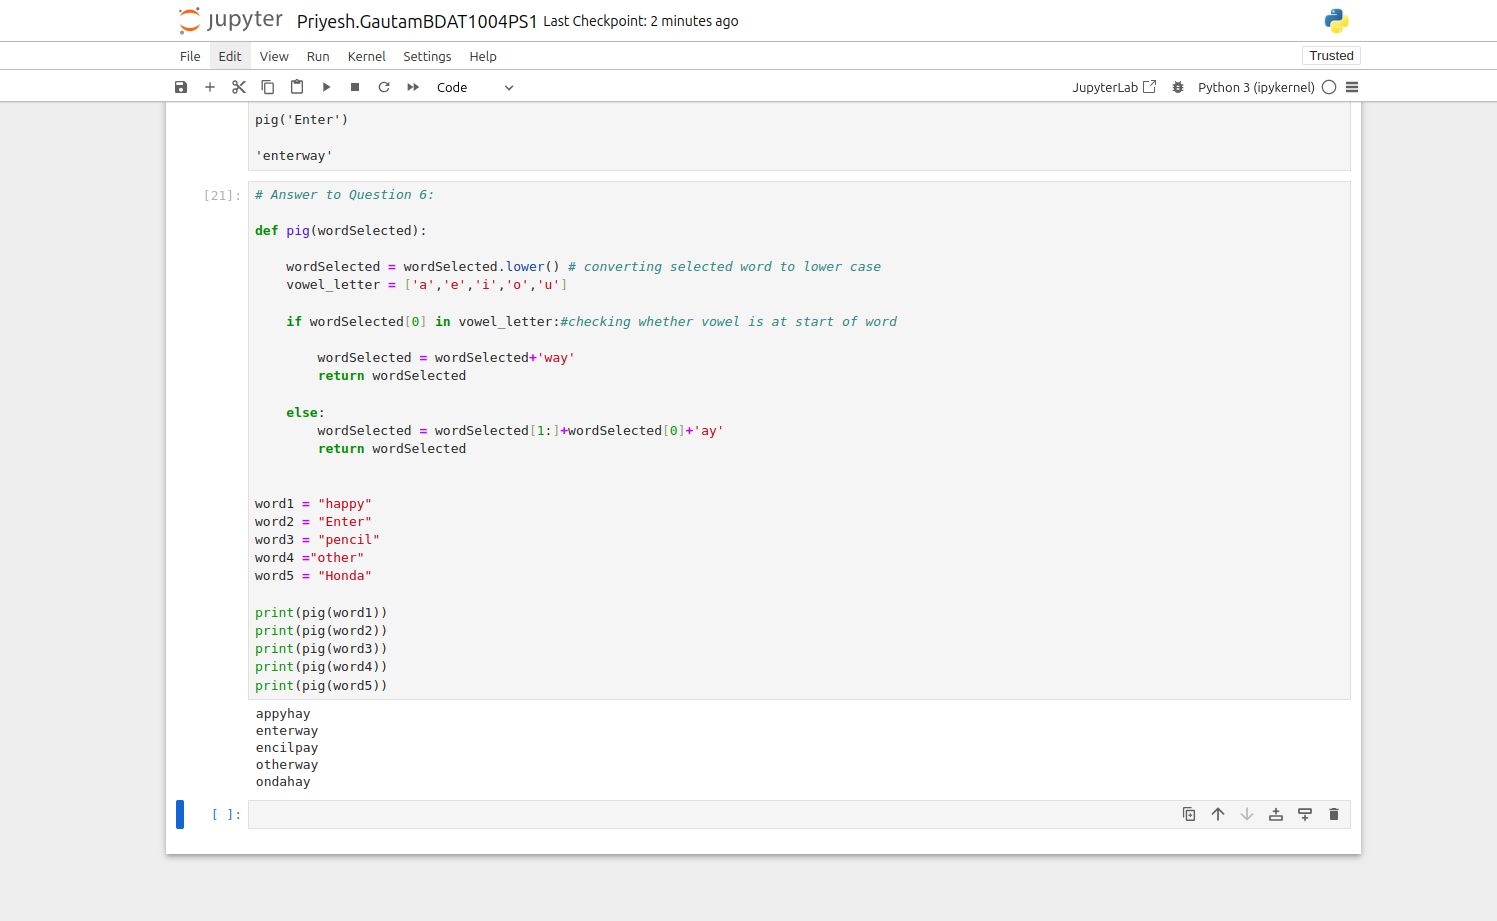 jupyter Priyesh.GautamBDAT1004PS1 Last Checkpoint: 2 minutes ago
File Edit View Run Kernel Settings Help Trusted
Code JupyterLab Python 3 (ipykernel)
pig('Enter')
'enterway'
[21]: # Answer to Question 6:
def pig(wordSelected):
    wordSelected = wordSelected.lower() # converting selected word to lower case
    vowel_letter = ['a','e','i','o','u']
    if wordSelected[0] in vowel_letter:#checking whether vowel is at start of word
        wordSelected = wordSelected+'way'
        return wordSelected
    else:
        wordSelected = wordSelected[1:]+wordSelected[0]+'ay'
        return wordSelected
word1 = "happy"
word2 = "Enter"
word3 = "pencil"
word4 ="other"
word5 = "Honda"
print(pig(word1))
print(pig(word2))
print(pig(word3))
print(pig(word4))
print(pig(word5))
appyhay
enterway
encilpay
otherway
ondahay
[ ]: